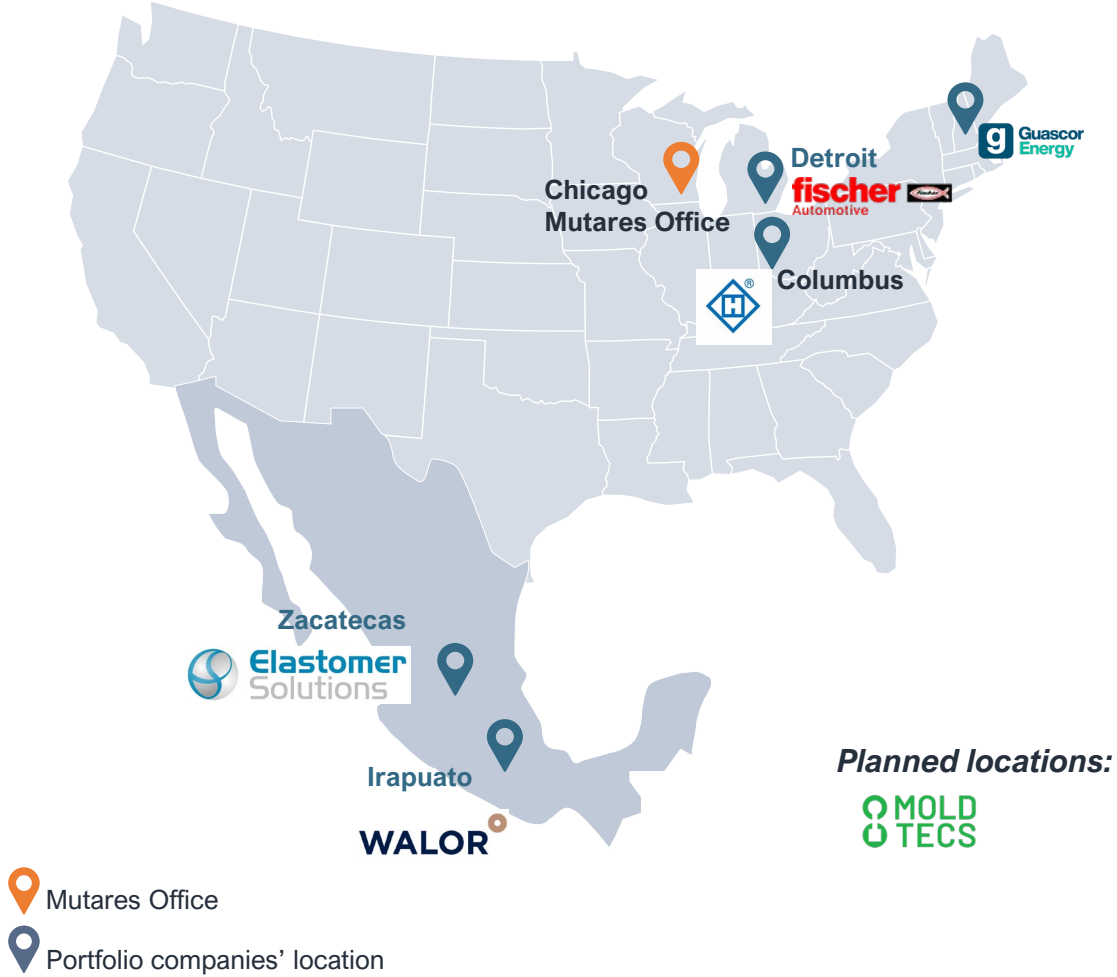 g Guascor
Energy
Detroit
fischer
Automotive
Chicago
Mutares Office
H ®
Columbus
Zacatecas
Elastomer
Solutions
Irapuato
WALOR
Planned locations:
MOLD
TECS
Mutares Office
Portfolio companies’ location